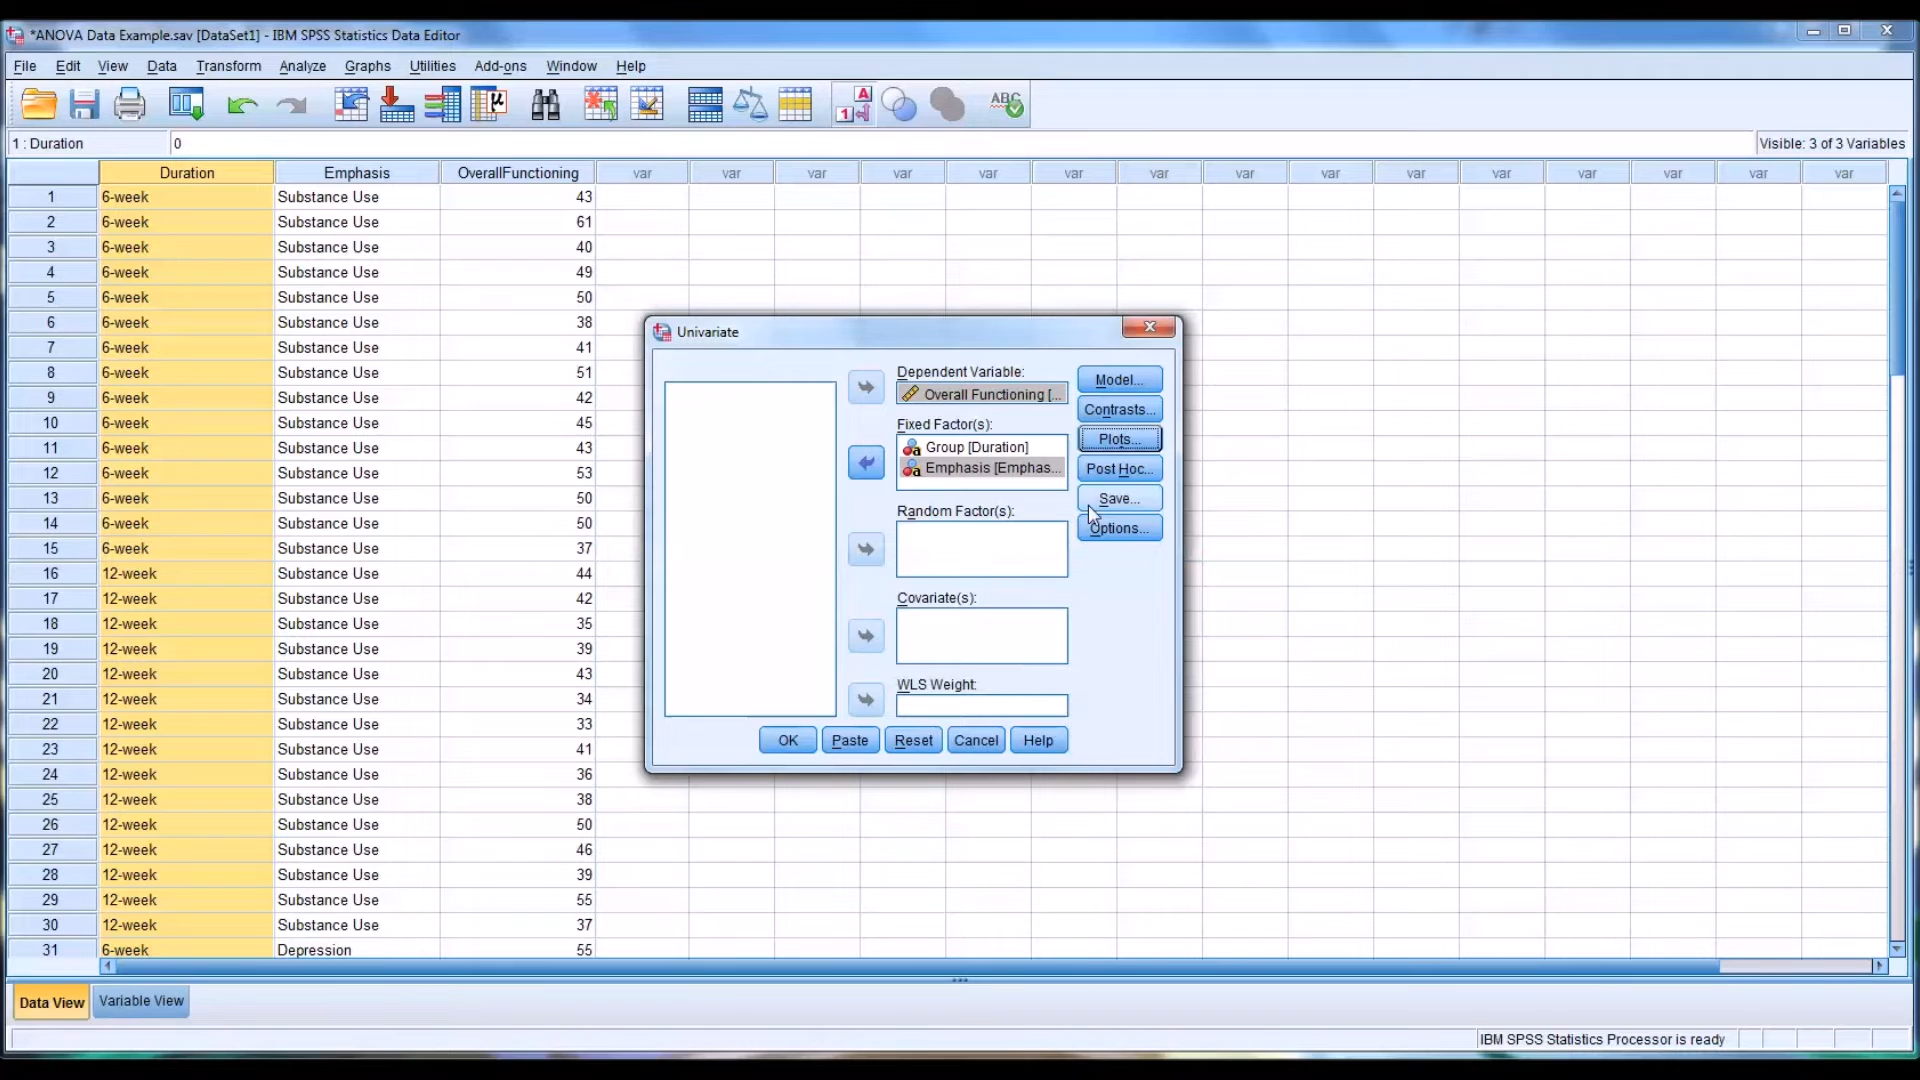 *ANOVA Data Example.sav [DataSet1] - IBM SPSS Statistics Data Editor
File Edit View Data Transform Analyze Graphs Utilities Add-ons Window Help
1 : Duration 0 Visible: 3 of 3 Variables
Duration Emphasis OverallFunctioning var var var var var var var var var var var var var var var
1 6-week Substance Use 43
2 6-week Substance Use 61
3 6-week Substance Use 40
4 6-week Substance Use 49
5 6-week Substance Use 50
6 6-week Substance Use 38
7 6-week Substance Use 41
8 6-week Substance Use 51
9 6-week Substance Use 42
10 6-week Substance Use 45
11 6-week Substance Use 43
12 6-week Substance Use 53
13 6-week Substance Use 50
14 6-week Substance Use 50
15 6-week Substance Use 37
16 12-week Substance Use 44
17 12-week Substance Use 42
18 12-week Substance Use 35
19 12-week Substance Use 39
20 12-week Substance Use 43
21 12-week Substance Use 34
22 12-week Substance Use 33
23 12-week Substance Use 41
24 12-week Substance Use 36
25 12-week Substance Use 38
26 12-week Substance Use 50
27 12-week Substance Use 46
28 12-week Substance Use 39
29 12-week Substance Use 55
30 12-week Substance Use 37
31 6-week Depression 55
Univariate
Dependent Variable:
Overall Functioning [...
Fixed Factor(s):
Group [Duration]
Emphasis [Emphas...
Random Factor(s):
Covariate(s):
WLS Weight:
Model...
Contrasts...
Plots...
Post Hoc...
Save...
Options...
OK Paste Reset Cancel Help
Data View Variable View
IBM SPSS Statistics Processor is ready